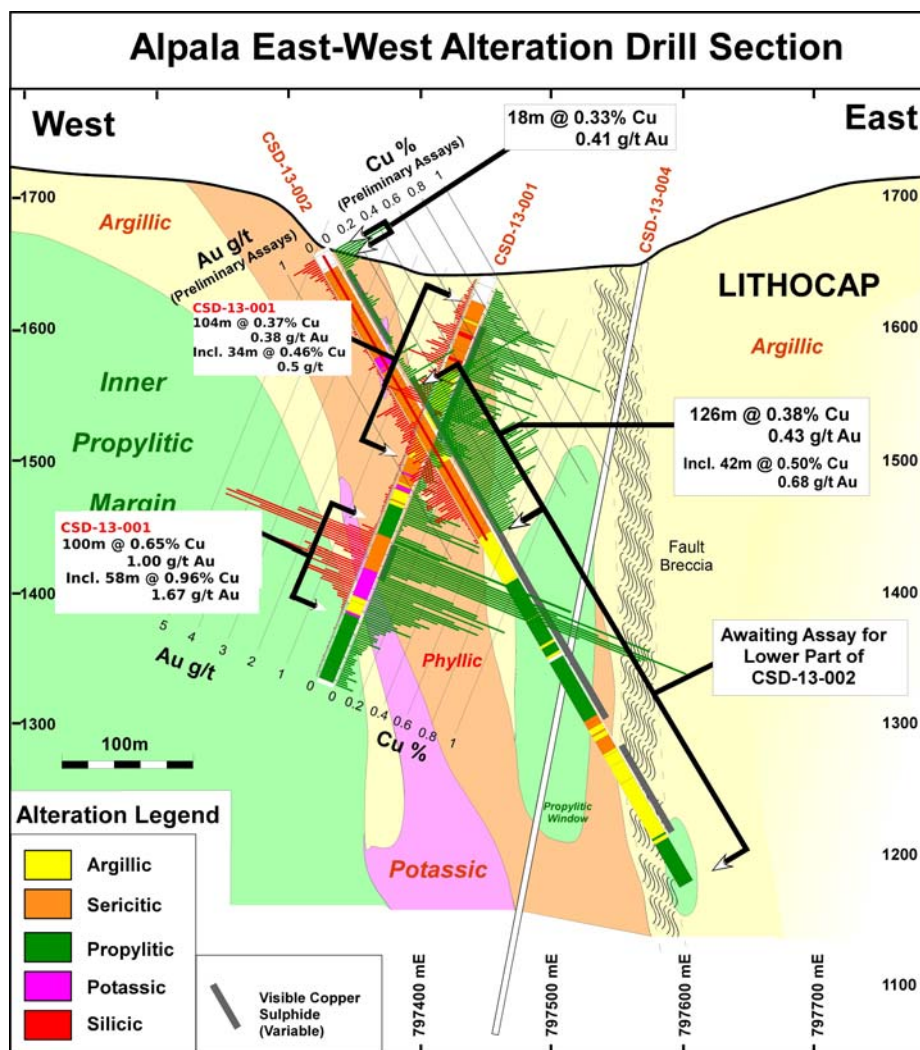 Alpala East-West Alteration Drill Section
West
East
18m @ 0.33% Cu
0.41 g/t Au
CSD-13-002
Cu %
(Preliminary Assays)
0 0.2 0.4 0.6 0.8 1
CSD-13-001
CSD-13-004
1700
1700
Argillic
Au g/t
(Preliminary Assays)
1 0
LITHOCAP
Argillic
1600
1600
CSD-13-001
104m @ 0.37% Cu
0.38 g/t Au
Incl. 34m @ 0.46% Cu
0.5 g/t
Inner
Propylitic
Margin
126m @ 0.38% Cu
0.43 g/t Au
Incl. 42m @ 0.50% Cu
0.68 g/t Au
1500
1500
CSD-13-001
100m @ 0.65% Cu
1.00 g/t Au
Incl. 58m @ 0.96% Cu
1.67 g/t Au
Fault
Breccia
1400
1400
5 4 3 2 1 0
Au g/t
0 0.2 0.4 0.6 0.8 1
Cu %
Phyllic
Awaiting Assay for
Lower Part of
CSD-13-002
1300
1300
100m
Propylitic
Window
Potassic
1200
1200
Alteration Legend
Argillic
Sericitic
Propylitic
Potassic
Silicic
Visible Copper
Sulphide
(Variable)
797400 mE
797500 mE
797600 mE
797700 mE
1100